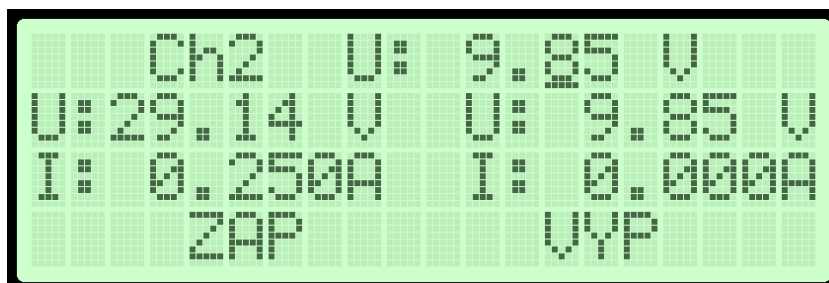 Ch2 U: 9.85 V
U:29.14 V U: 9.85 V
I: 0.250A I: 0.000A
ZAP VYP